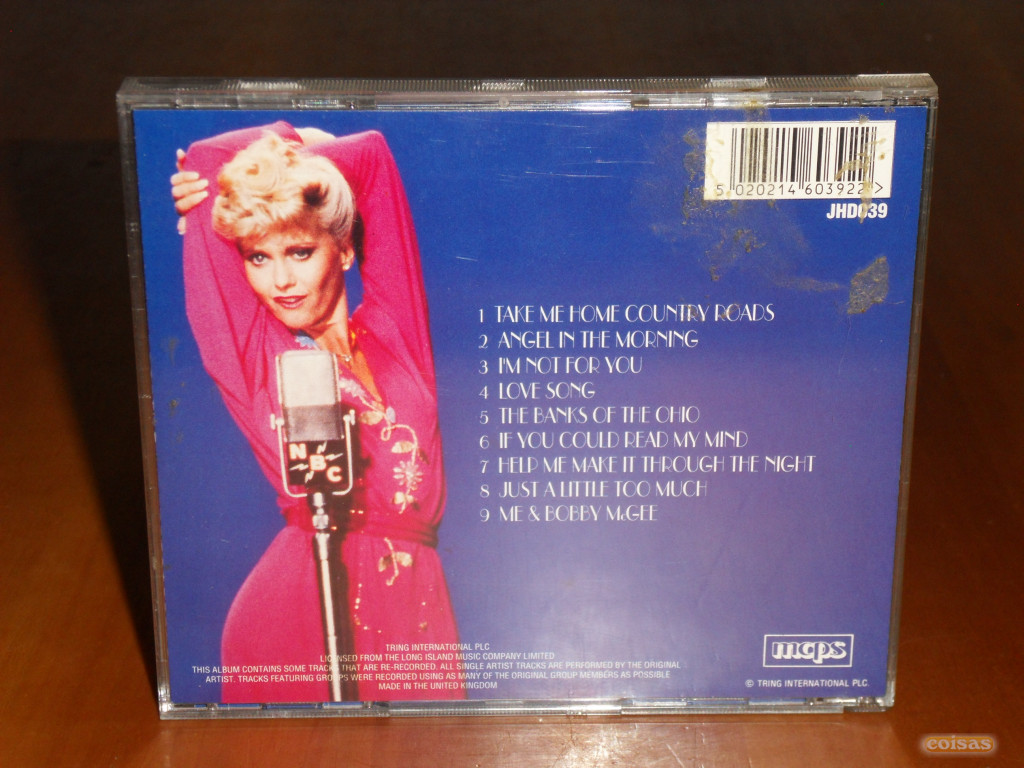 5 020214 603922 >
JHD039
1 TAKE ME HOME COUNTRY ROADS
2 ANGEL IN THE MORNING
3 I'M NOT FOR YOU
4 LOVE SONG
5 THE BANKS OF THE OHIO
6 IF YOU COULD READ MY MIND
7 HELP ME MAKE IT THROUGH THE NIGHT
8 JUST A LITTLE TOO MUCH
9 ME & BOBBY McGEE
NBC
TRING INTERNATIONAL PLC
LICENSED FROM THE LONG ISLAND MUSIC COMPANY LIMITED
THIS ALBUM CONTAINS SOME TRACKS THAT ARE RE-RECORDED. ALL SINGLE ARTIST TRACKS ARE PERFORMED BY THE ORIGINAL
ARTIST. TRACKS FEATURING GROUPS WERE RECORDED USING AS MANY OF THE ORIGINAL GROUP MEMBERS AS POSSIBLE
MADE IN THE UNITED KINGDOM
mcps
© TRING INTERNATIONAL PLC.
coisas